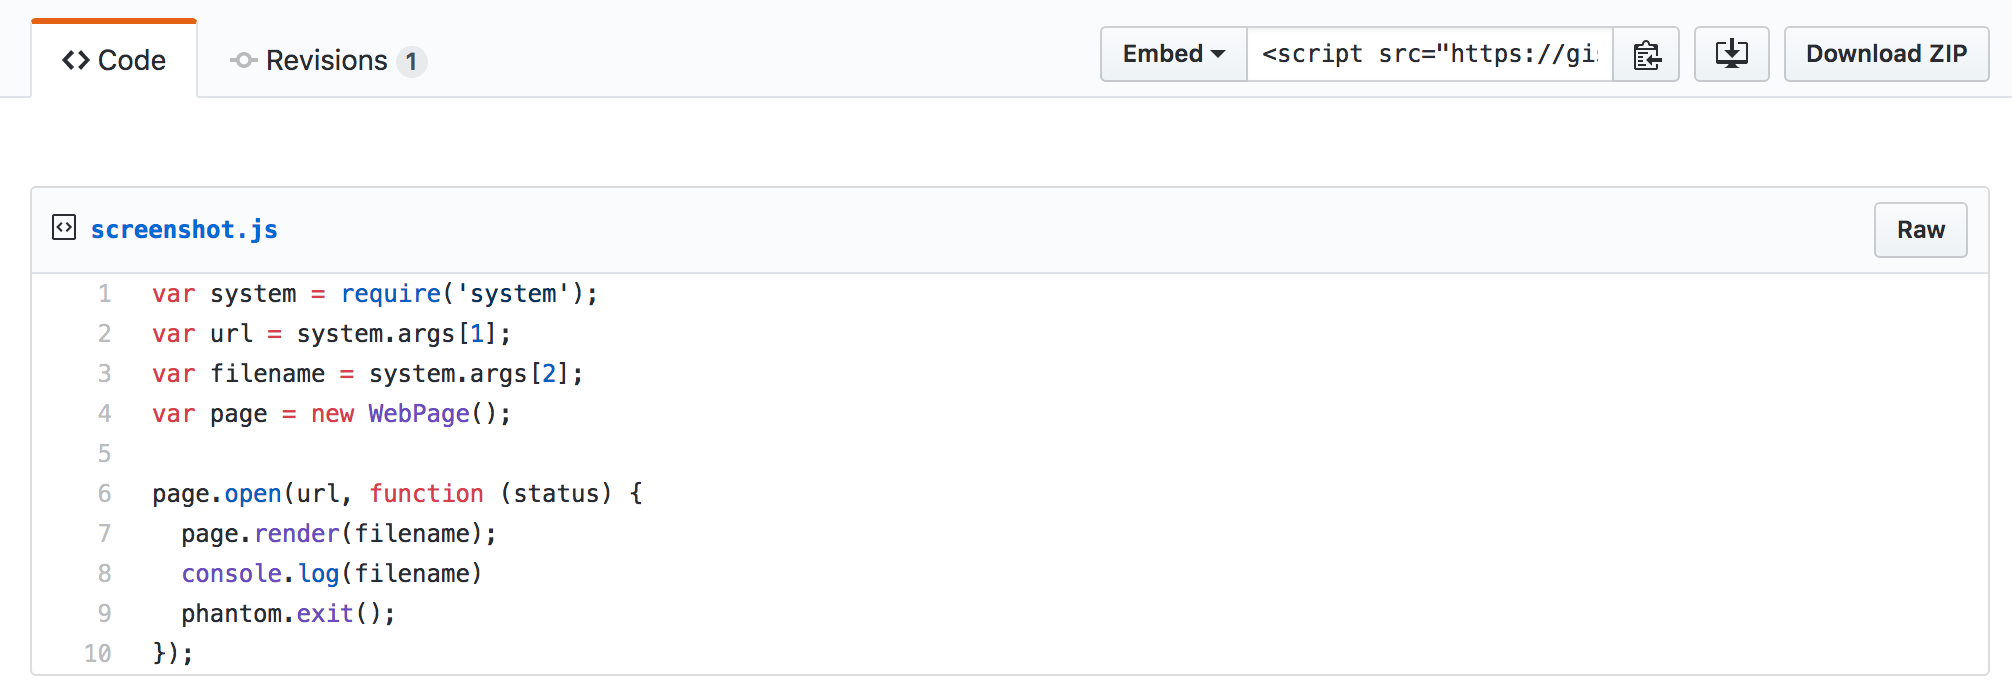 Code Revisions 1 Embed <script src="https://gi Download ZIP
screenshot.js Raw
1 var system = require('system');
2 var url = system.args[1];
3 var filename = system.args[2];
4 var page = new WebPage();
5
6 page.open(url, function (status) {
7   page.render(filename);
8   console.log(filename)
9   phantom.exit();
10 });